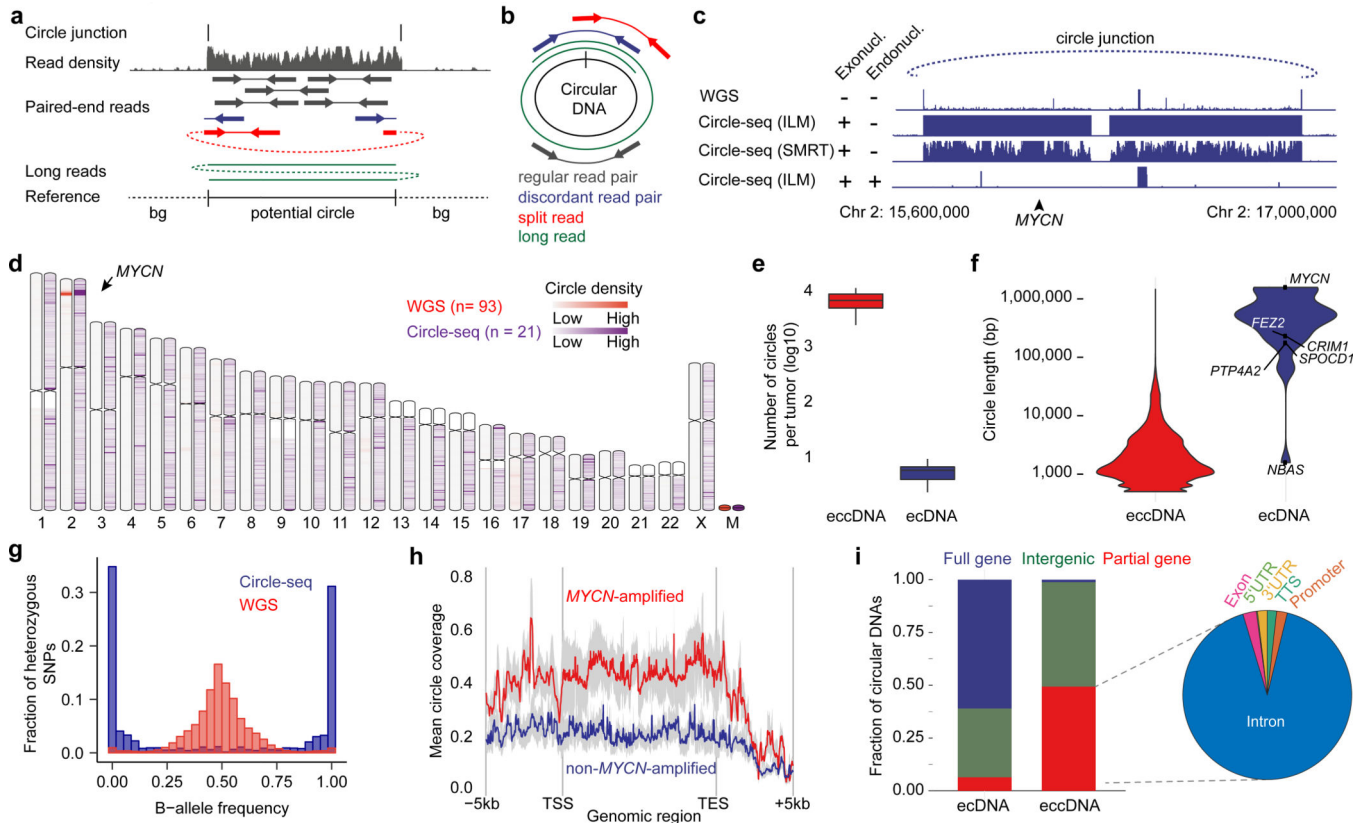 a
Circle junction
Read density
Paired-end reads
Long reads
Reference
bg
potential circle
bg
b
Circular
DNA
regular read pair
discordant read pair
split read
long read
c
Exonucl.
Endonucl.
circle junction
WGS
- -
Circle-seq (ILM)
+ -
Circle-seq (SMRT)
+ -
Circle-seq (ILM)
+ +
Chr 2: 15,600,000
MYCN
Chr 2: 17,000,000
d
MYCN
Circle density
WGS (n= 93)
Low High
Circle-seq (n = 21)
Low High
1 2 3 4 5 6 7 8 9 10 11 12 13 14 15 16 17 18 19 20 21 22 X M
e
Number of circles
per tumor (log10)
4
3
2
1
eccDNA
ecDNA
f
Circle length (bp)
1,000,000
100,000
10,000
1,000
MYCN
FEZ2
CRIM1
SPOCD1
PTP4A2
NBAS
eccDNA
ecDNA
g
Fraction of heterozygous
SNPs
0.3
0.2
0.1
0.0
Circle-seq
WGS
0.00 0.25 0.50 0.75 1.00
B−allele frequency
h
Mean circle coverage
0.8
0.6
0.4
0.2
0.0
MYCN-amplified
non-MYCN-amplified
−5kb TSS TES +5kb
Genomic region
i
Full gene Intergenic Partial gene
Fraction of circular DNAs
1.00
0.75
0.50
0.25
0.00
ecDNA eccDNA
Exon
5'UTR
3'UTR
TTS
Promoter
Intron